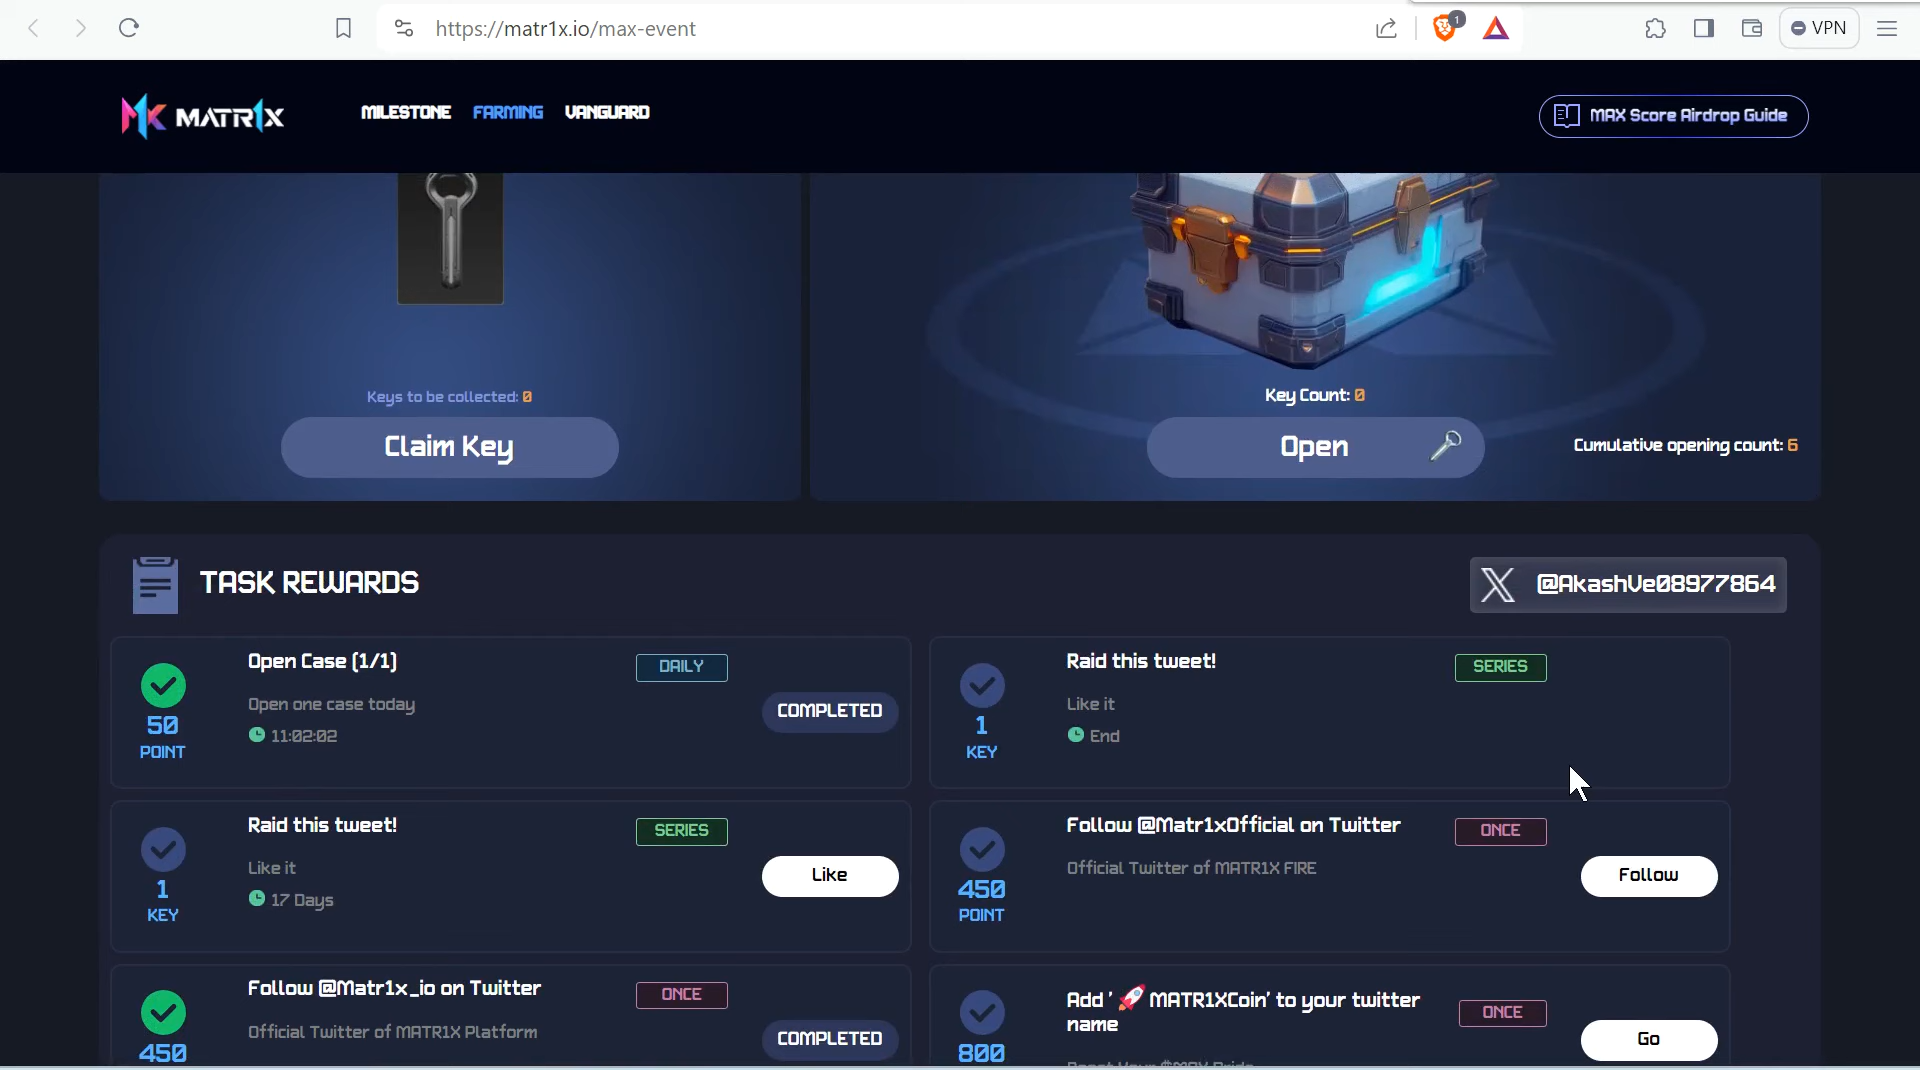 https://matr1x.io/max-event
1
VPN
MATR1X
MILESTONE FARMING VANGUARD
MAX Score Airdrop Guide
Keys to be collected: 0
Claim Key
Key Count: 0
Open
Cumulative opening count: 6
TASK REWARDS
@AkashVe08977864
Open Case (1/1)
DAILY
Open one case today
50
POINT
11:02:02
COMPLETED
Raid this tweet!
SERIES
Like it
1
KEY
End
Raid this tweet!
SERIES
Like it
1
KEY
17 Days
Like
Follow @Matr1xOfficial on Twitter
ONCE
Official Twitter of MATR1X FIRE
450
POINT
Follow
Follow @Matr1x_io on Twitter
ONCE
Official Twitter of MATR1X Platform
450
COMPLETED
Add '🚀 MATR1XCoin' to your twitter
name
ONCE
800
Go